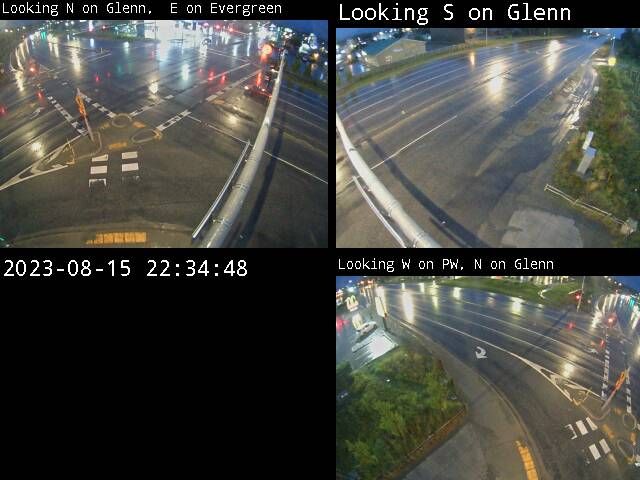 Looking N on Glenn,  E on Evergreen
Looking S on Glenn
2023-08-15 22:34:48
Looking W on PW, N on Glenn